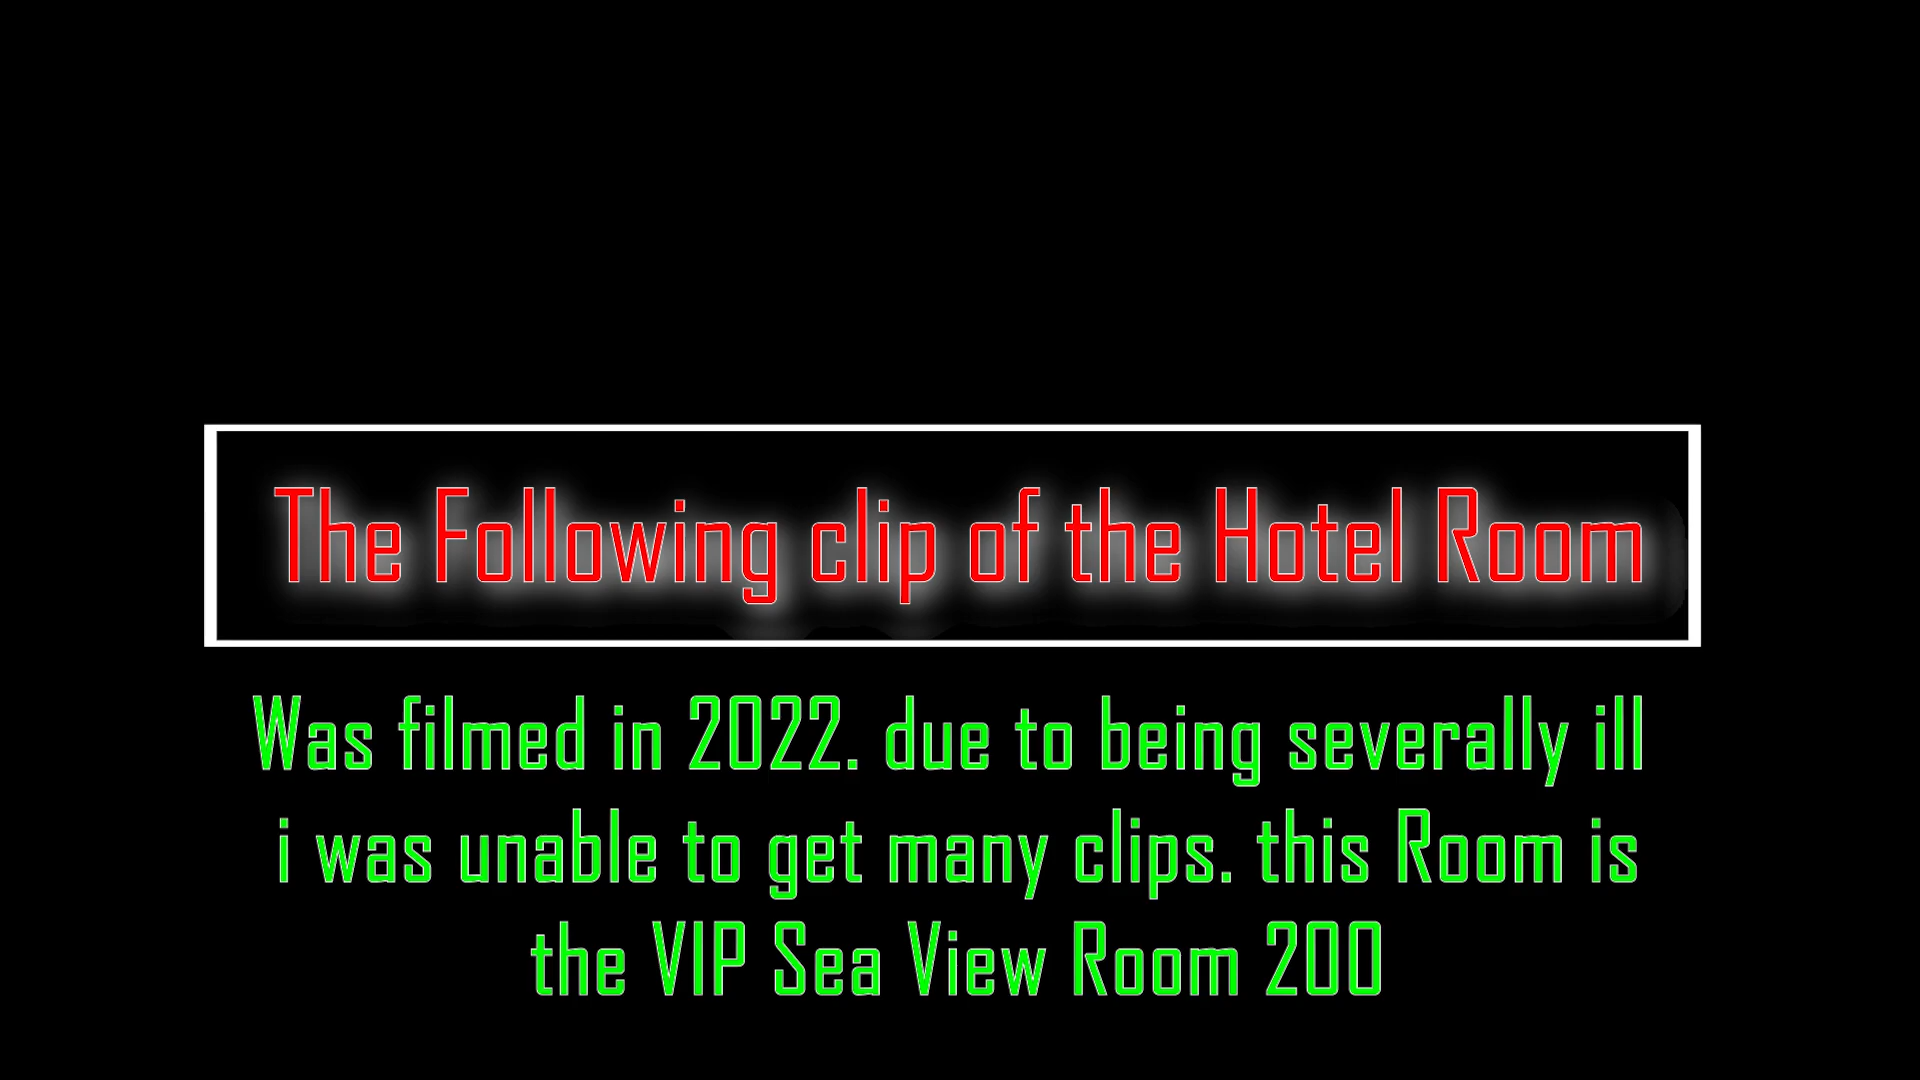 The Following clip of the Hotel Room
Was filmed in 2022. due to being severally ill
i was unable to get many clips. this Room is
the VIP Sea View Room 200